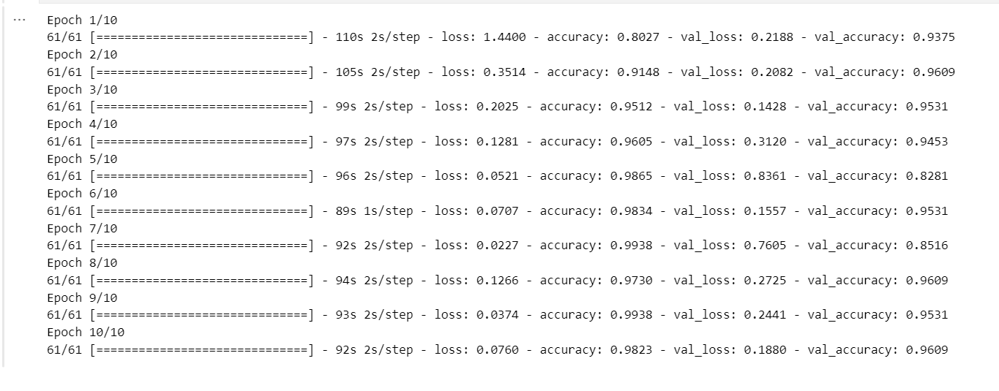 ...
Epoch 1/10
61/61 [==============================] - 110s 2s/step - loss: 1.4400 - accuracy: 0.8027 - val_loss: 0.2188 - val_accuracy: 0.9375
Epoch 2/10
61/61 [==============================] - 105s 2s/step - loss: 0.3514 - accuracy: 0.9148 - val_loss: 0.2082 - val_accuracy: 0.9609
Epoch 3/10
61/61 [==============================] - 99s 2s/step - loss: 0.2025 - accuracy: 0.9512 - val_loss: 0.1428 - val_accuracy: 0.9531
Epoch 4/10
61/61 [==============================] - 97s 2s/step - loss: 0.1281 - accuracy: 0.9605 - val_loss: 0.3120 - val_accuracy: 0.9453
Epoch 5/10
61/61 [==============================] - 96s 2s/step - loss: 0.0521 - accuracy: 0.9865 - val_loss: 0.8361 - val_accuracy: 0.8281
Epoch 6/10
61/61 [==============================] - 89s 1s/step - loss: 0.0707 - accuracy: 0.9834 - val_loss: 0.1557 - val_accuracy: 0.9531
Epoch 7/10
61/61 [==============================] - 92s 2s/step - loss: 0.0227 - accuracy: 0.9938 - val_loss: 0.7605 - val_accuracy: 0.8516
Epoch 8/10
61/61 [==============================] - 94s 2s/step - loss: 0.1266 - accuracy: 0.9730 - val_loss: 0.2725 - val_accuracy: 0.9609
Epoch 9/10
61/61 [==============================] - 93s 2s/step - loss: 0.0374 - accuracy: 0.9938 - val_loss: 0.2441 - val_accuracy: 0.9531
Epoch 10/10
61/61 [==============================] - 92s 2s/step - loss: 0.0760 - accuracy: 0.9823 - val_loss: 0.1880 - val_accuracy: 0.9609